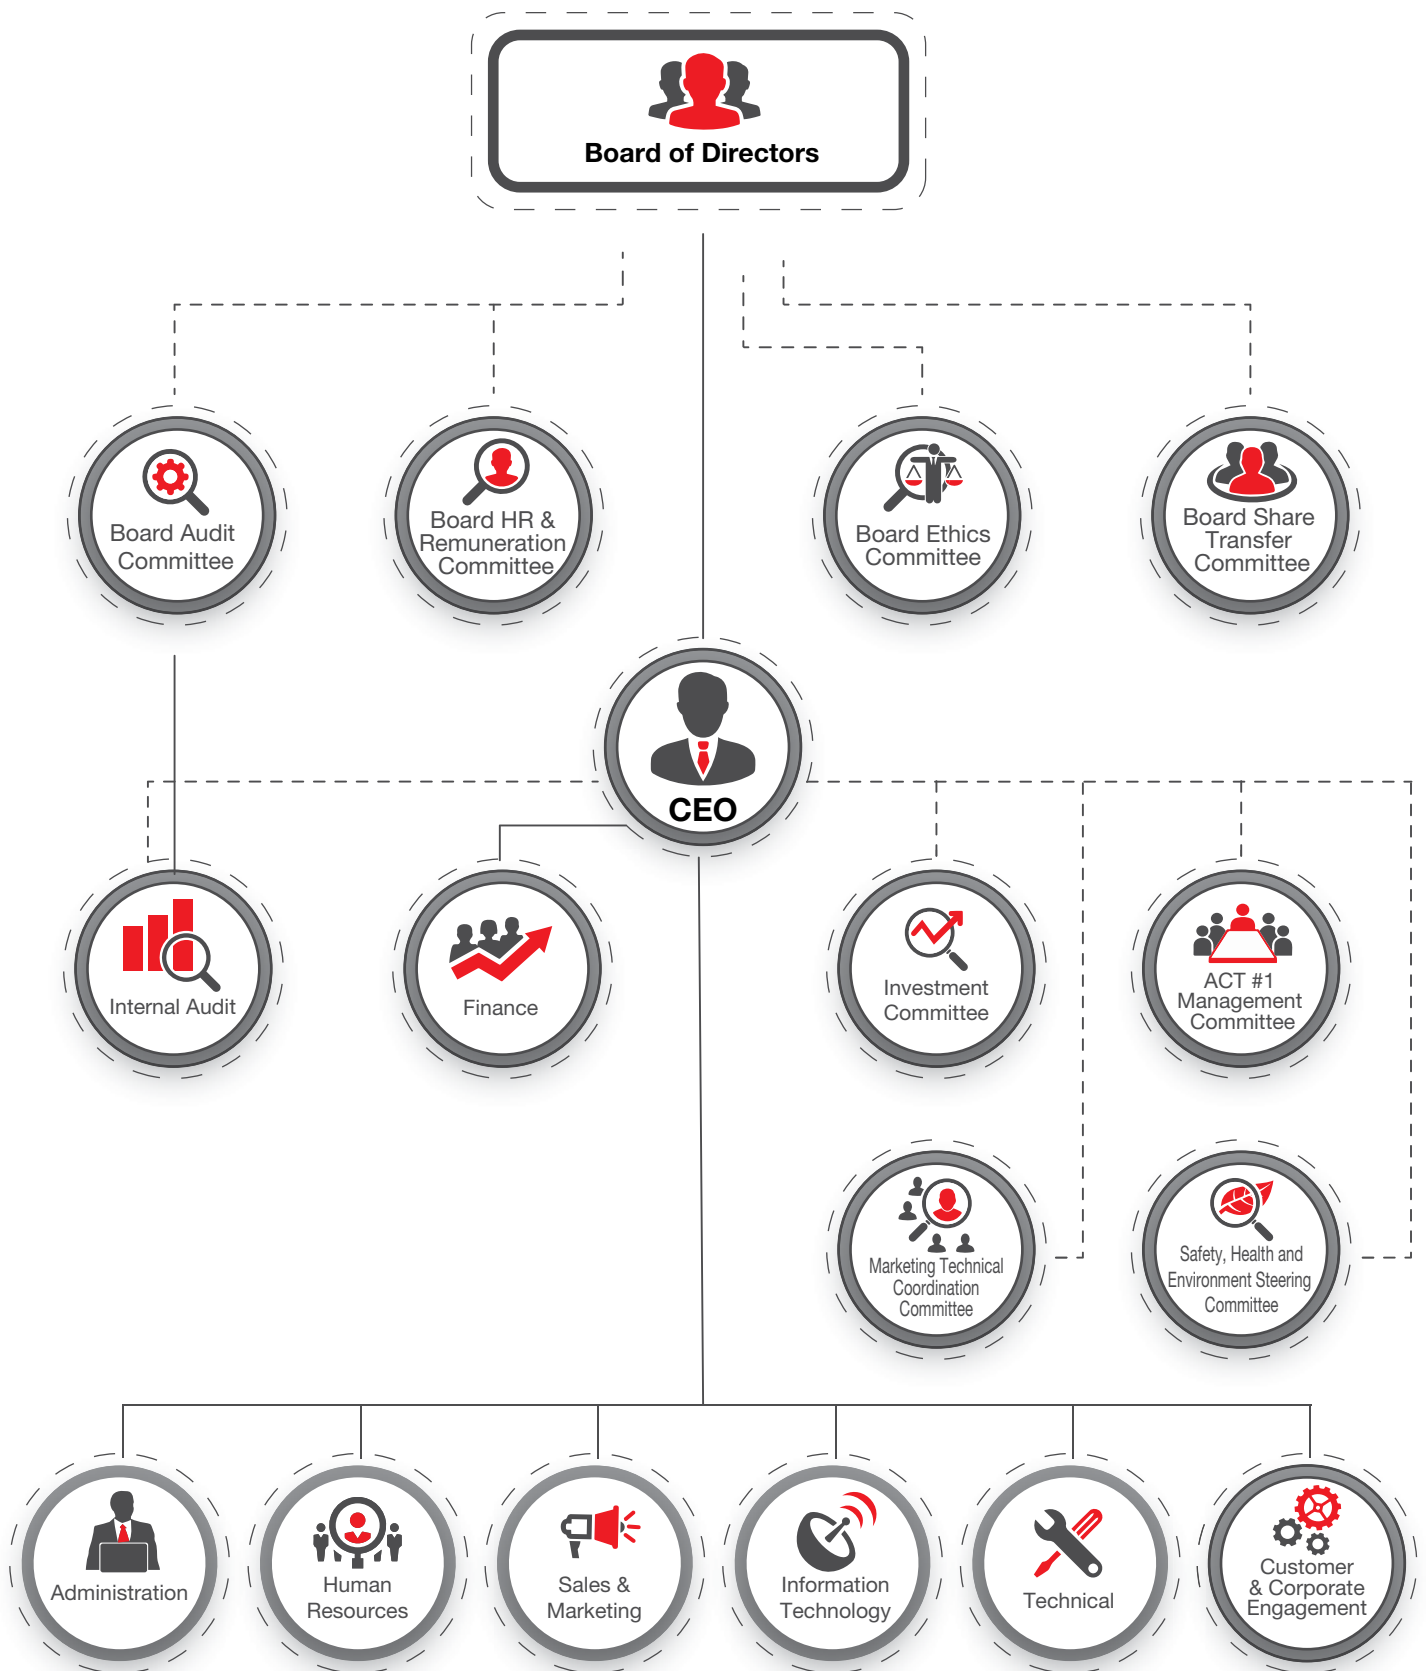 Board of Directors
Board Audit
Committee
Board HR &
Remuneration
Committee
Board Ethics
Committee
Board Share
Transfer
Committee
CEO
Internal Audit
Finance
Investment
Committee
ACT #1
Management
Committee
Marketing Technical
Coordination
Committee
Safety, Health and
Environment Steering
Committee
Administration
Human
Resources
Sales &
Marketing
Information
Technology
Technical
Customer
& Corporate
Engagement